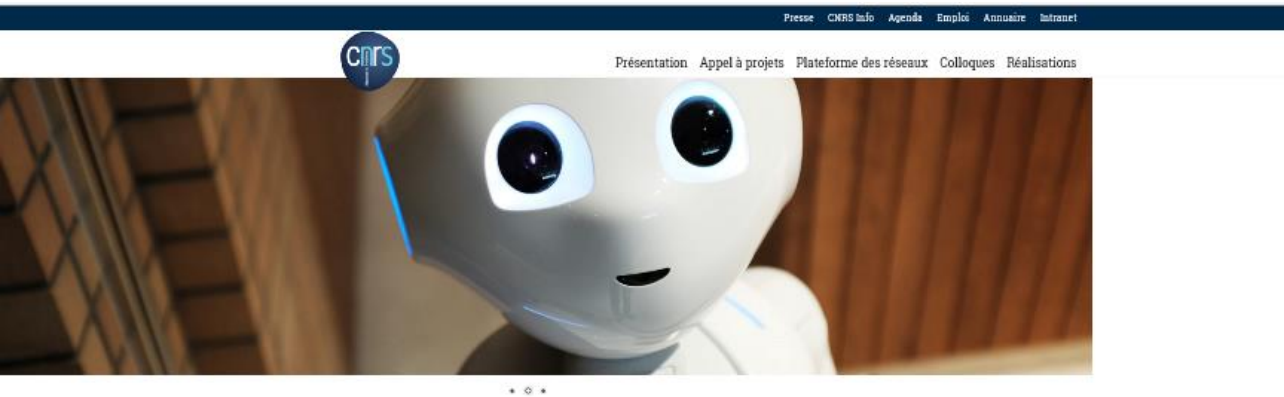 Presse CNRS Info Agenda Emploi Annuaire Intranet
cnrs
Présentation Appel à projets Plateforme des réseaux Colloques Réalisations